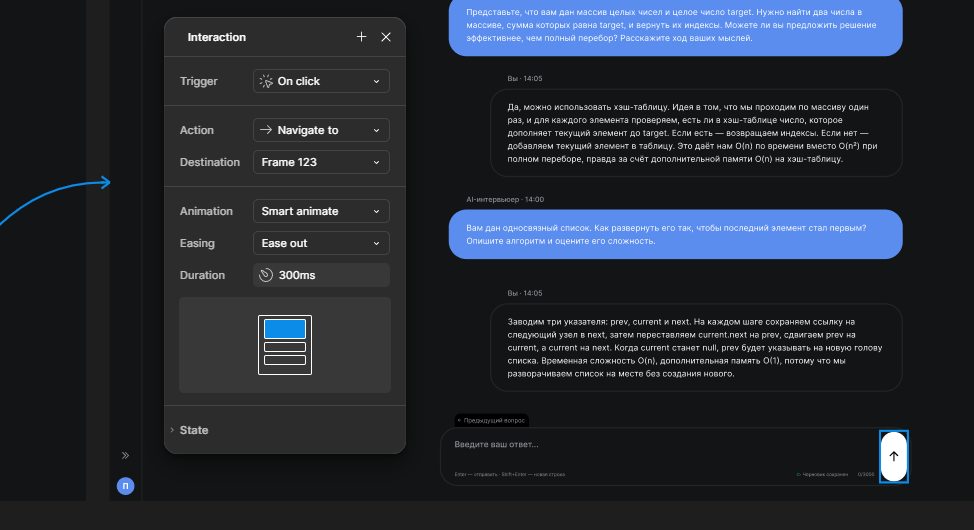 Interaction
Trigger
On click
Action
Navigate to
Destination
Frame 123
Animation
Smart animate
Easing
Ease out
Duration
300ms
State
П
Представьте, что вам дан массив целых чисел и целое число target. Нужно найти два числа в
массиве, сумма которых равна target, и вернуть их индексы. Можете ли вы предложить решение
эффективнее, чем полный перебор? Расскажите ход ваших мыслей.
Вы · 14:05
Да, можно использовать хэш-таблицу. Идея в том, что мы проходим по массиву один
раз, и для каждого элемента проверяем, есть ли в хэш-таблице число, которое
дополняет текущий элемент до target. Если есть — возвращаем индексы. Если нет —
добавляем текущий элемент в таблицу. Это даёт нам O(n) по времени вместо O(n²) при
полном переборе, правда за счёт дополнительной памяти O(n) на хэш-таблицу.
AI-интервьюер · 14:00
Вам дан односвязный список. Как развернуть его так, чтобы последний элемент стал первым?
Опишите алгоритм и оцените его сложность.
Вы · 14:05
Заводим три указателя: prev, current и next. На каждом шаге сохраняем ссылку на
следующий узел в next, затем переставляем current.next на prev, сдвигаем prev на
current, а current на next. Когда current станет null, prev будет указывать на новую голову
списка. Временная сложность O(n), дополнительная память O(1), потому что мы
разворачиваем список на месте без создания нового.
Предыдущий вопрос
Введите ваш ответ...
Enter — отправить · Shift+Enter — новая строка
Черновик сохранен 0/3000